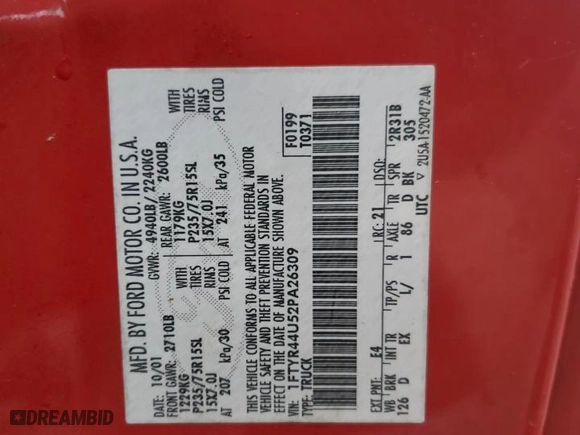 MFD. BY FORD MOTOR CO. IN U.S.A.
DATE: 10/01 GVWR: 4940LB/ 2240KG
FRONT GAWR: 2710LB REAR GAWR: 2600LB
1229KG 1179KG WITH
P235/75R15SL P235/75R15SL TIRES
15X7.0J 15X7.0J RIMS
AT 207 kPa/30 PSI COLD AT 241 kPa/35 PSI COLD
WITH
TIRES
RIMS
THIS VEHICLE CONFORMS TO ALL APPLICABLE FEDERAL MOTOR
VEHICLE SAFETY AND THEFT PREVENTION STANDARDS IN
EFFECT ON THE DATE OF MANUFACTURE SHOWN ABOVE.
VIN: 1FTYR44U52PA26309 F0199
TYPE: TRUCK T0371
EXT PNT: E4 RC: 21 DSO:
WB BRK INT TR TP/PS R AXLE TR SPR 2R31B
126 D EX L/ 1 86 D BK 305
UTC ▽ 2USA-1520472-AA
DREAMBID